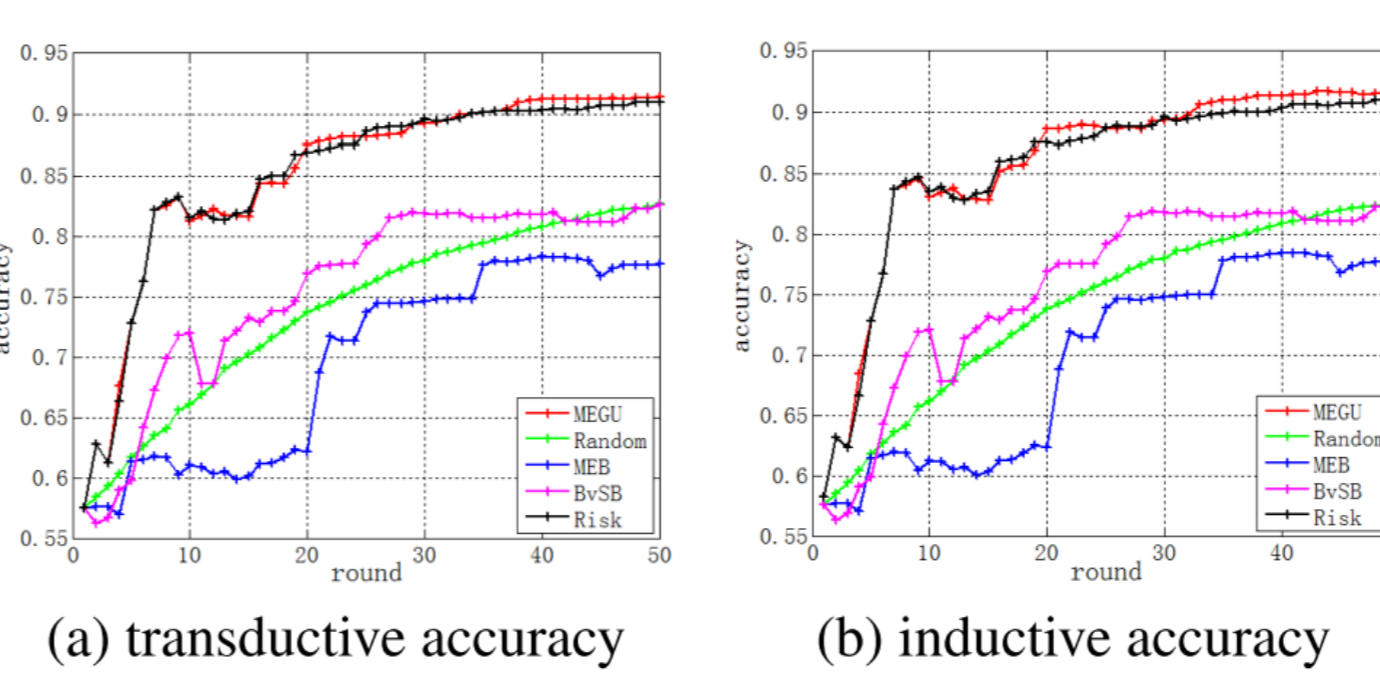 0.95
0.9
0.85
0.8
0.75
0.7
0.65
0.6
0.55
accuracy
0 10 20 30 40 50
round
MEGU
Random
MEB
BvSB
Risk
(a) transductive accuracy
0.95
0.9
0.85
0.8
0.75
0.7
0.65
0.6
0.55
accuracy
0 10 20 30 40
round
MEGU
Random
MEB
BvSB
Risk
(b) inductive accuracy